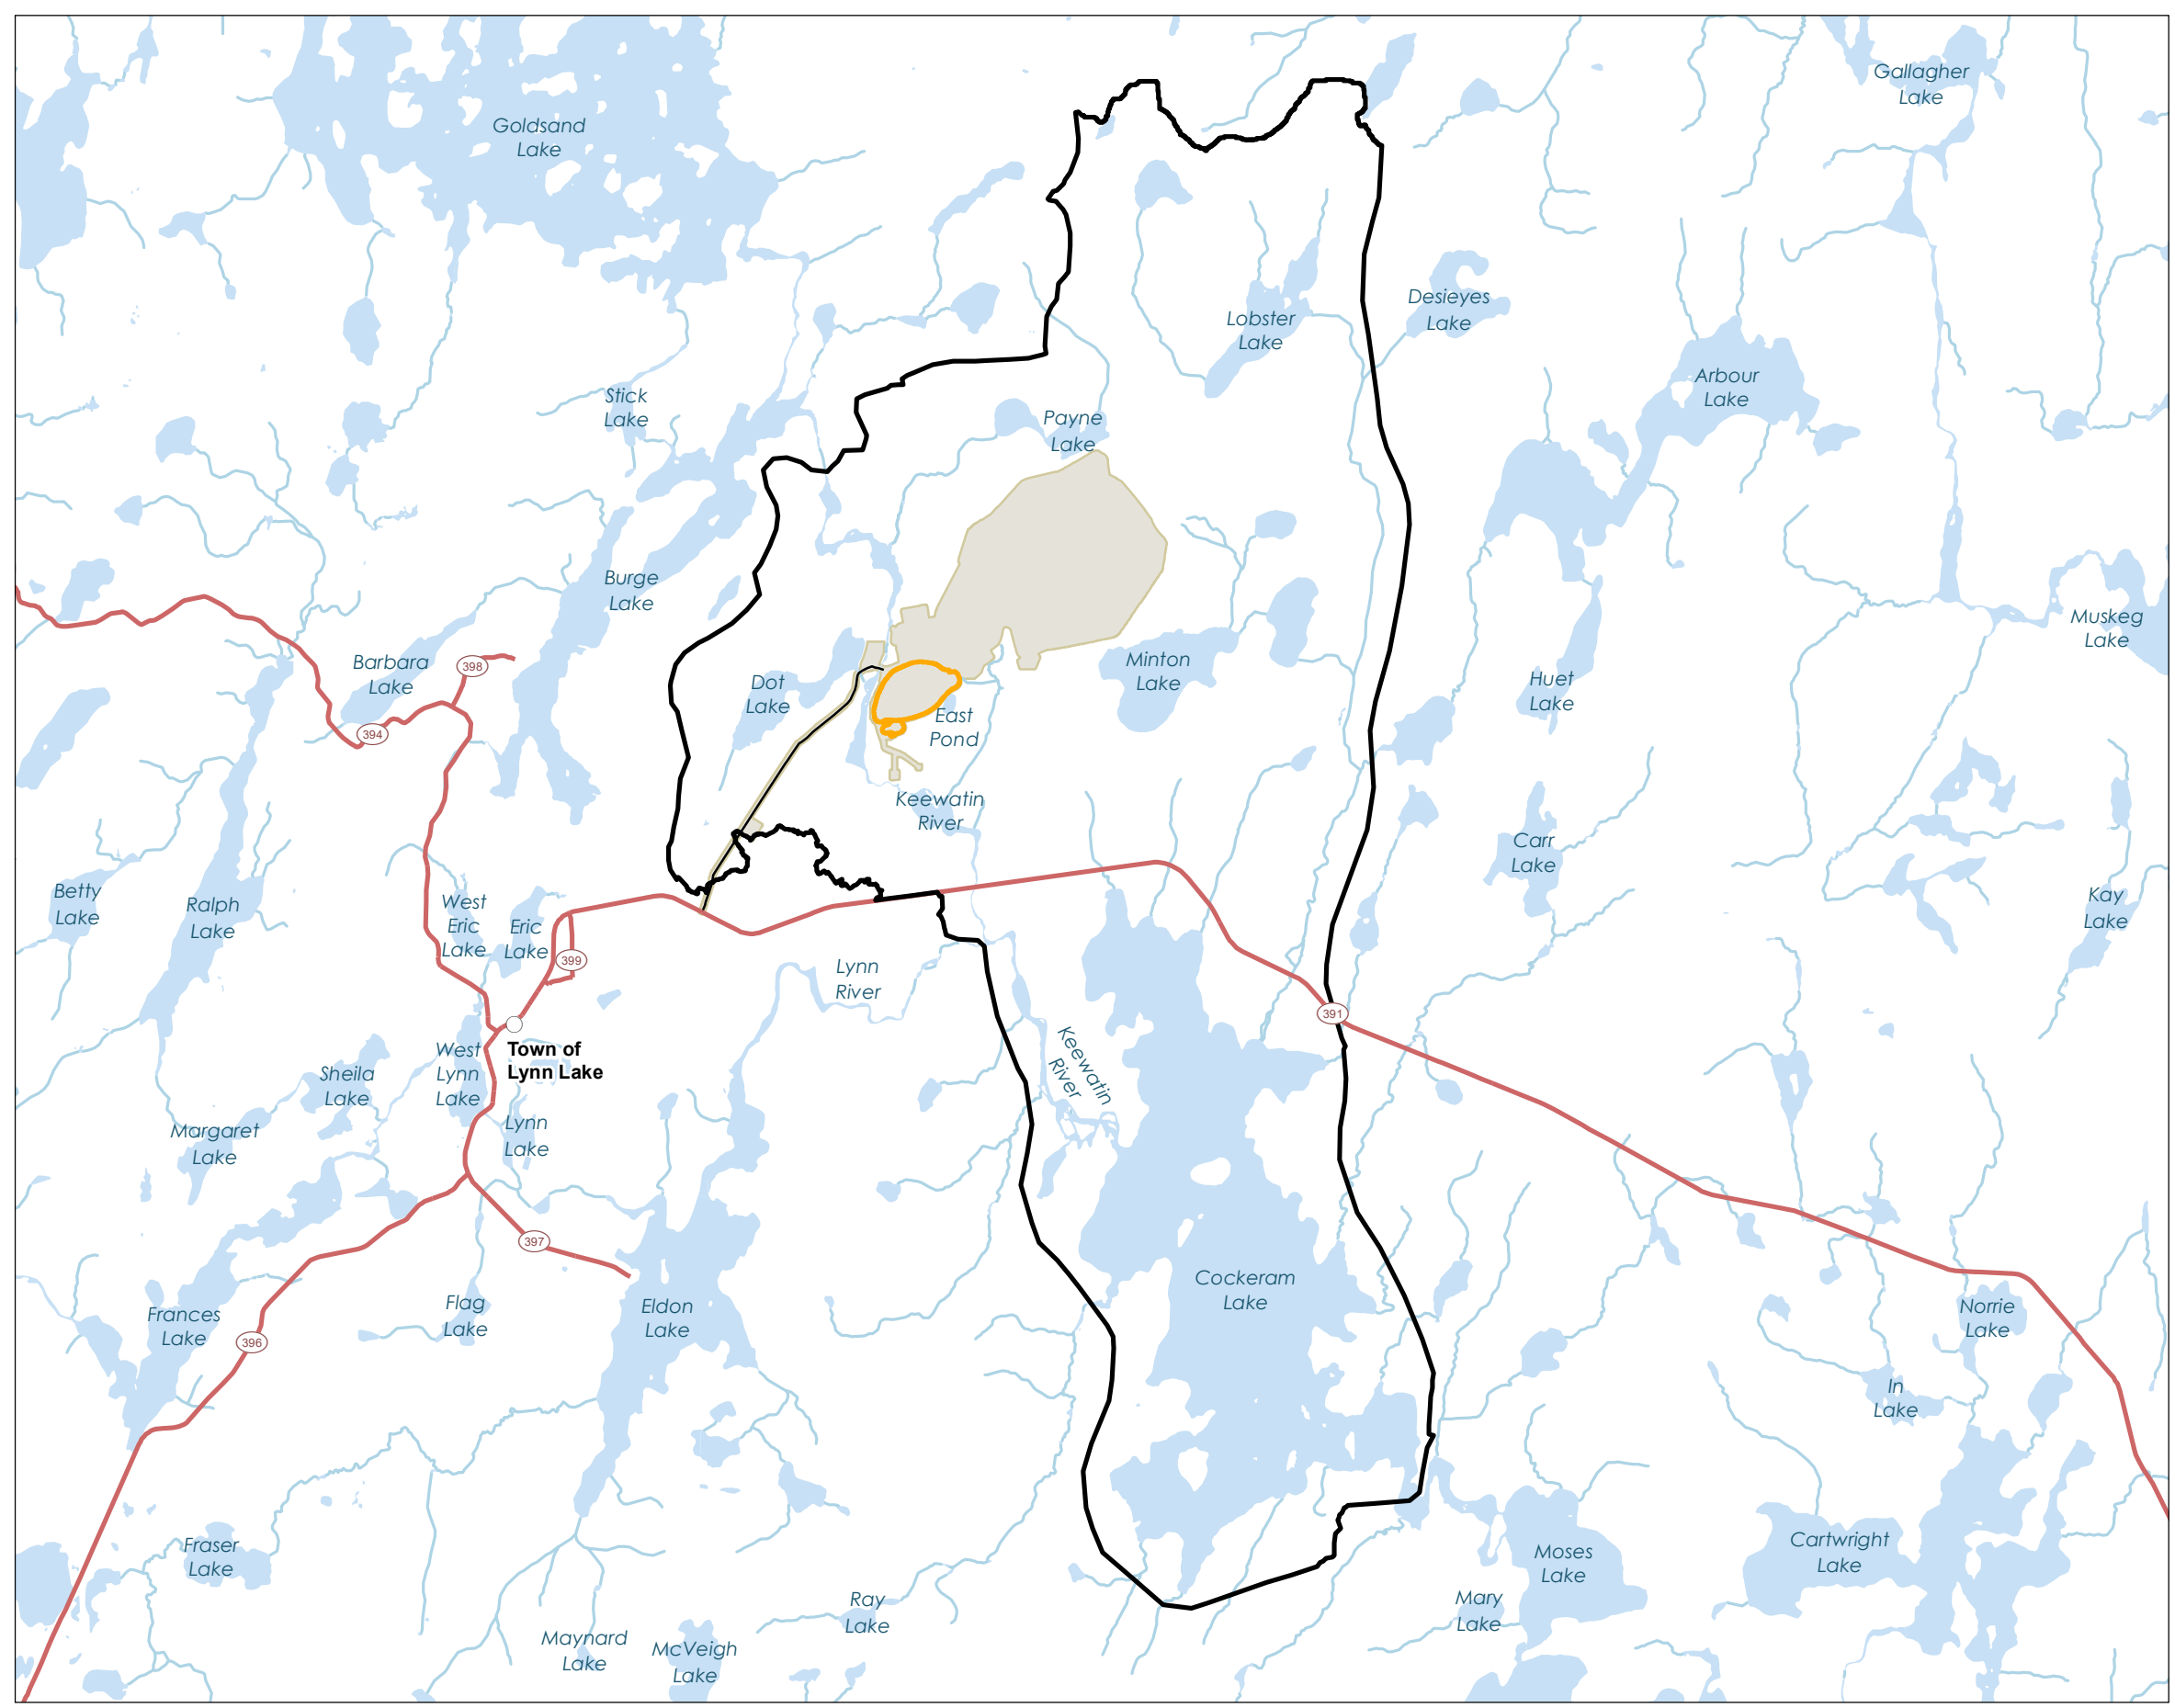 Gallagher
Lake
Goldsand
Lake
Desieyes
Lake
Lobster
Lake
Arbour
Lake
Stick
Lake
Payne
Lake
Burge
Lake
Muskeg
Lake
Barbara
Lake
398
Minton
Lake
Dot
Lake
Huet
Lake
394
East
Pond
Keewatin
River
Carr
Lake
Betty
Lake
Ralph
Lake
West
Eric
Lake
Eric
Lake
Kay
Lake
399
Lynn
River
391
Keewatin
River
Town of
Lynn Lake
West
Lynn
Lake
Sheila
Lake
Margaret
Lake
Lynn
Lake
397
Cockeram
Lake
Flag
Lake
Eldon
Lake
Frances
Lake
396
Norrie
Lake
In
Lake
Fraser
Lake
Moses
Lake
Cartwright
Lake
Ray
Lake
Mary
Lake
Maynard
Lake
McVeigh
Lake